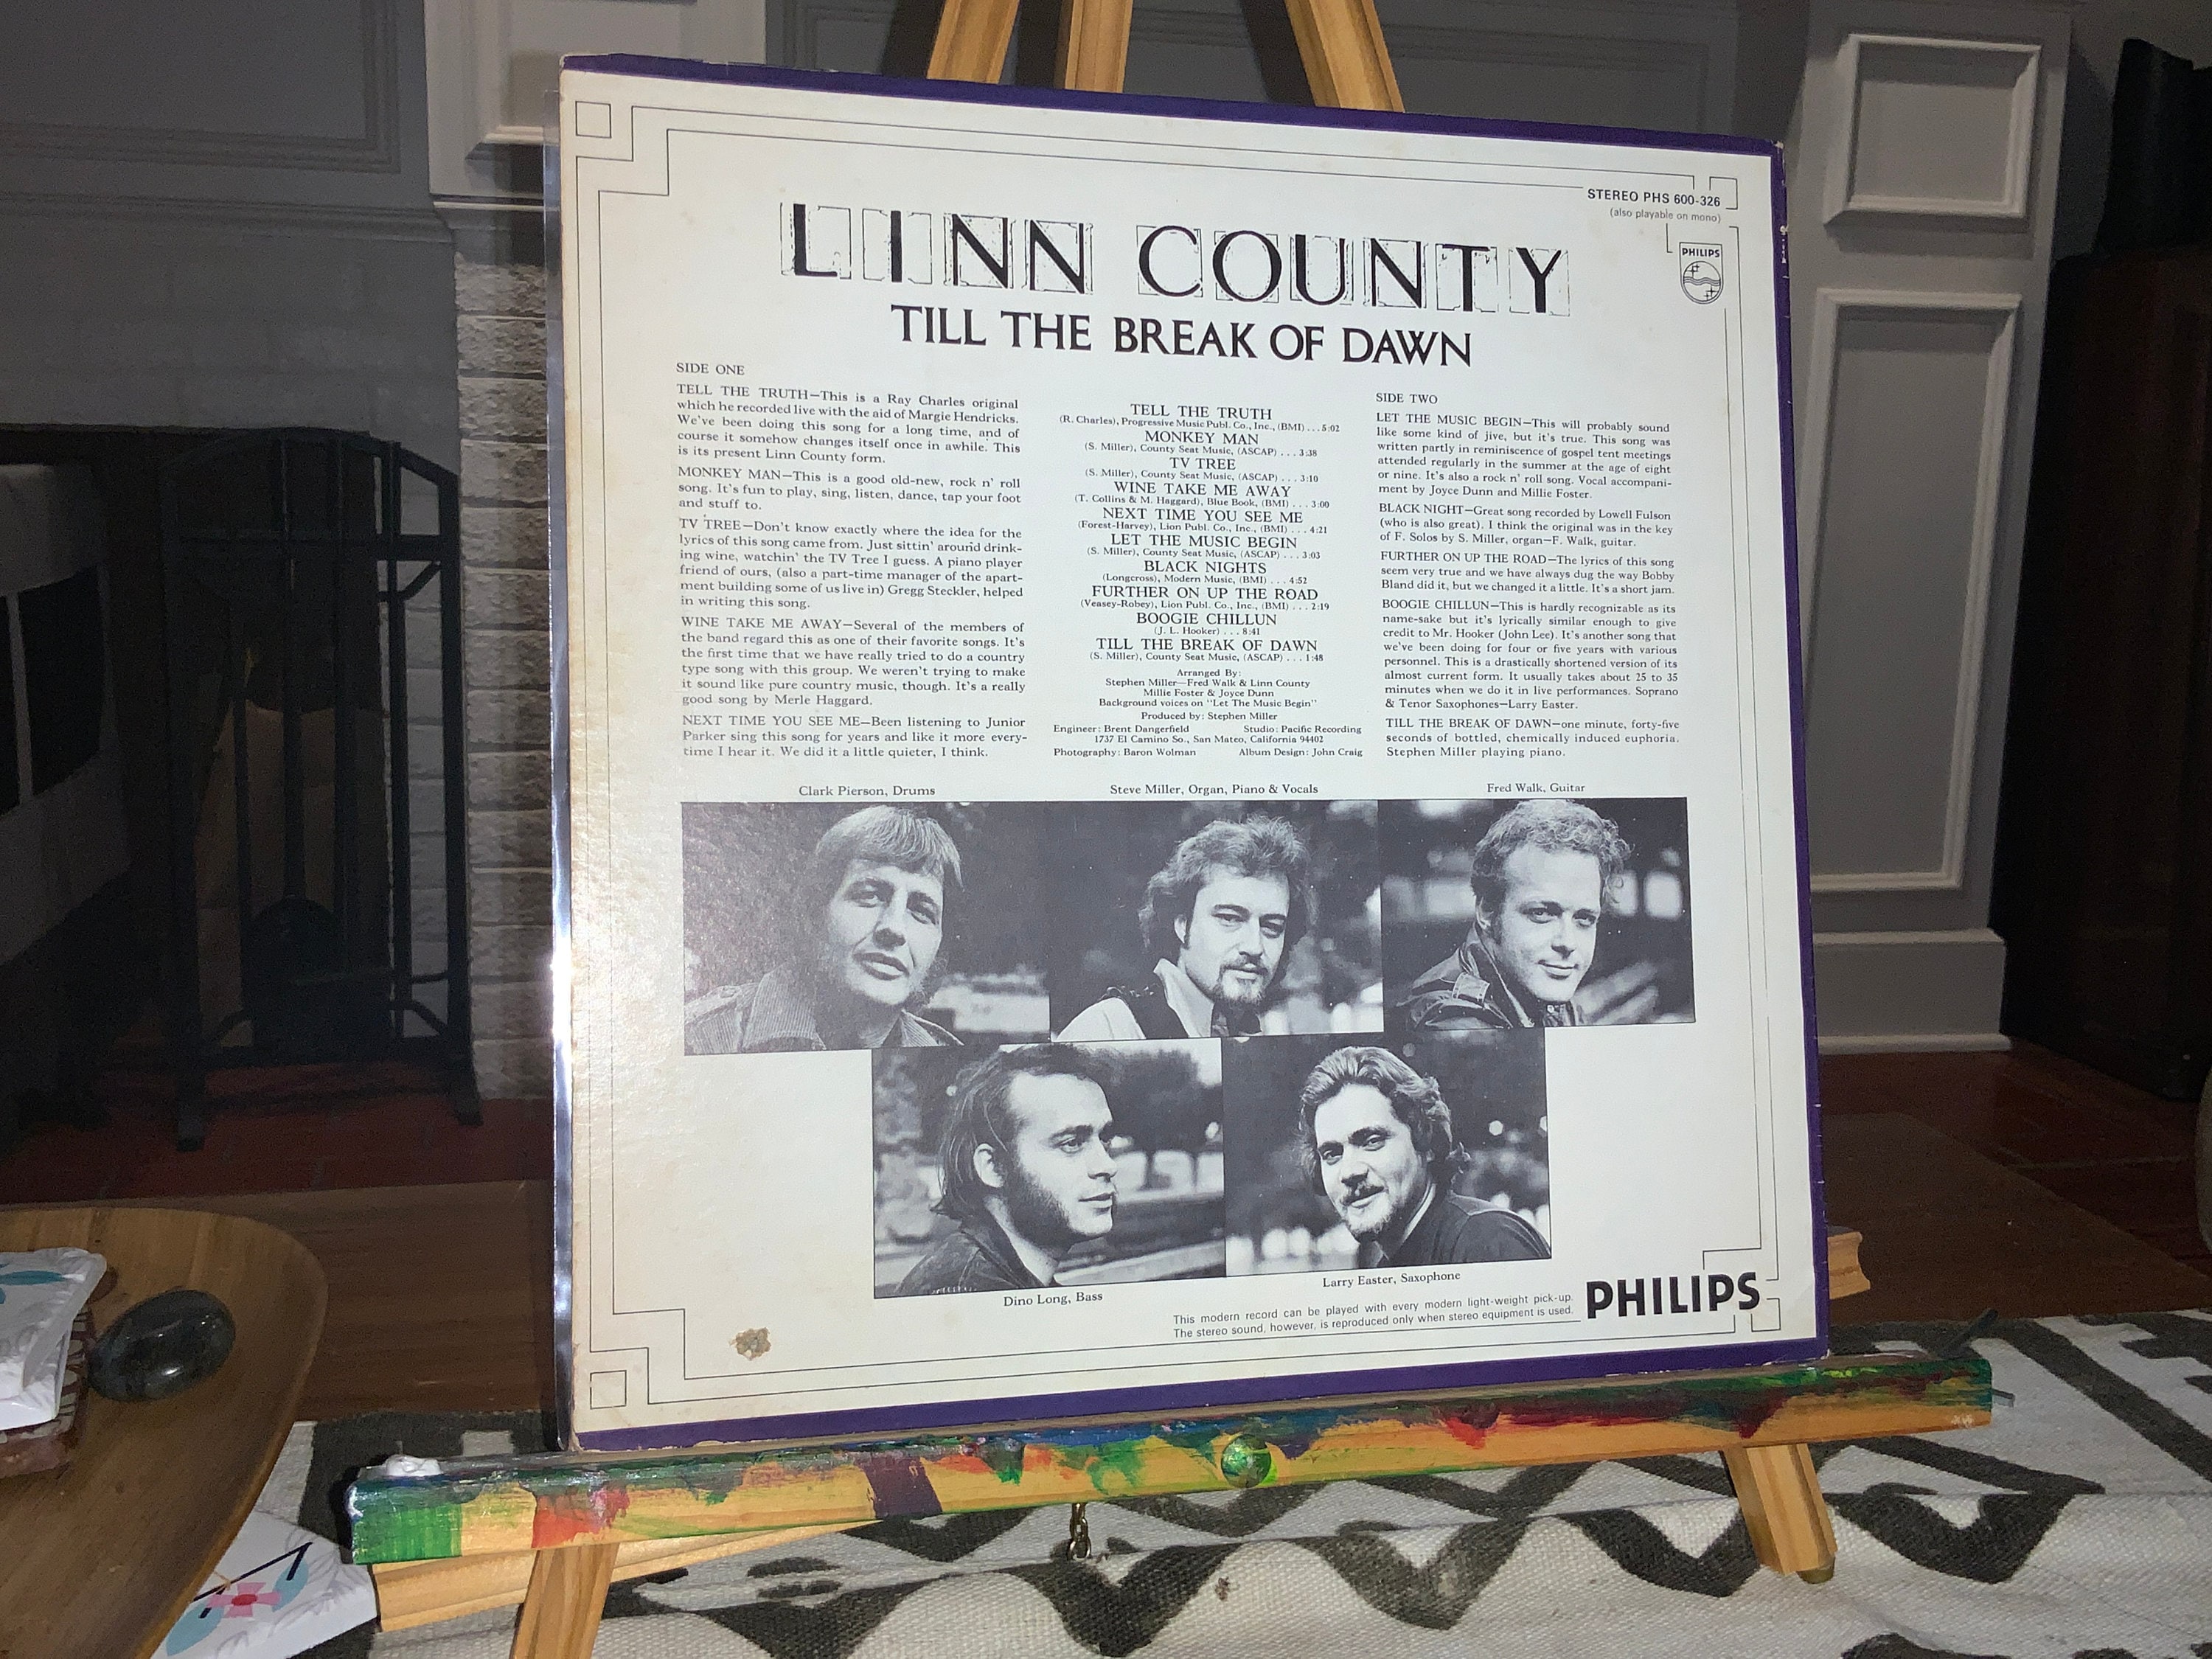 STEREO PHS 600-326
(also playable on mono)
PHILIPS
LINN COUNTY
TILL THE BREAK OF DAWN
SIDE ONE
TELL THE TRUTH—This is a Ray Charles original
which he recorded live with the aid of Margie Hendricks.
We've been doing this song for a long time, and of
course it somehow changes itself once in awhile. This
is its present Linn County form.
MONKEY MAN—This is a good old-new, rock n' roll
song. It's fun to play, sing, listen, dance, tap your foot
and stuff to.
TV TREE—Don't know exactly where the idea for the
lyrics of this song came from. Just sittin' around drink-
ing wine, watchin' the TV Tree I guess. A piano player
friend of ours, (also a part-time manager of the apart-
ment building some of us live in) Gregg Steckler, helped
in writing this song.
WINE TAKE ME AWAY—Several of the members of
the band regard this as one of their favorite songs. It's
the first time that we have really tried to do a country
type song with this group. We weren't trying to make
it sound like pure country music, though. It's a really
good song by Merle Haggard.
NEXT TIME YOU SEE ME—Been listening to Junior
Parker sing this song for years and like it more every-
time I hear it. We did it a little quieter, I think.
TELL THE TRUTH
(R. Charles), Progressive Music Publ. Co., Inc., (BMI) . . . 5:02
MONKEY MAN
(S. Miller), County Seat Music, (ASCAP) . . . 3:38
TV TREE
(S. Miller), County Seat Music, (ASCAP) . . . 3:10
WINE TAKE ME AWAY
(T. Collins & M. Haggard), Blue Book, (BMI) . . . 3:00
NEXT TIME YOU SEE ME
(Forest-Harvey), Lion Publ. Co., Inc., (BMI) . . . 4:21
LET THE MUSIC BEGIN
(S. Miller), County Seat Music, (ASCAP) . . . 3:03
BLACK NIGHTS
(Longcross), Modern Music, (BMI) . . . 4:52
FURTHER ON UP THE ROAD
(Veasey-Robey), Lion Publ. Co., Inc., (BMI) . . . 2:19
BOOGIE CHILLUN
(J. L. Hooker) . . . 8:41
TILL THE BREAK OF DAWN
(S. Miller), County Seat Music, (ASCAP) . . . 1:48
Arranged By:
Stephen Miller—Fred Walk & Linn County
Millie Foster & Joyce Dunn
Background voices on "Let The Music Begin"
Produced by: Stephen Miller
Engineer: Brent Dangerfield Studio: Pacific Recording
1737 El Camino So., San Mateo, California 94402
Photography: Baron Wolman Album Design: John Craig
SIDE TWO
LET THE MUSIC BEGIN—This will probably sound
like some kind of jive, but it's true. This song was
written partly in reminiscence of gospel tent meetings
attended regularly in the summer at the age of eight
or nine. It's also a rock n' roll song. Vocal accompani-
ment by Joyce Dunn and Millie Foster.
BLACK NIGHT—Great song recorded by Lowell Fulson
(who is also great). I think the original was in the key
of F. Solos by S. Miller, organ—F. Walk, guitar.
FURTHER ON UP THE ROAD—The lyrics of this song
seem very true and we have always dug the way Bobby
Bland did it, but we changed it a little. It's a short jam.
BOOGIE CHILLUN—This is hardly recognizable as its
name-sake but it's lyrically similar enough to give
credit to Mr. Hooker (John Lee). It's another song that
we've been doing for four or five years with various
personnel. This is a drastically shortened version of its
almost current form. It usually takes about 25 to 35
minutes when we do it in live performances. Soprano
& Tenor Saxophones—Larry Easter.
TILL THE BREAK OF DAWN—one minute, forty-five
seconds of bottled, chemically induced euphoria.
Stephen Miller playing piano.
Clark Pierson, Drums
Steve Miller, Organ, Piano & Vocals
Fred Walk, Guitar
Dino Long, Bass
Larry Easter, Saxophone
This modern record can be played with every modern light-weight pick-up.
The stereo sound, however, is reproduced only when stereo equipment is used.
PHILIPS